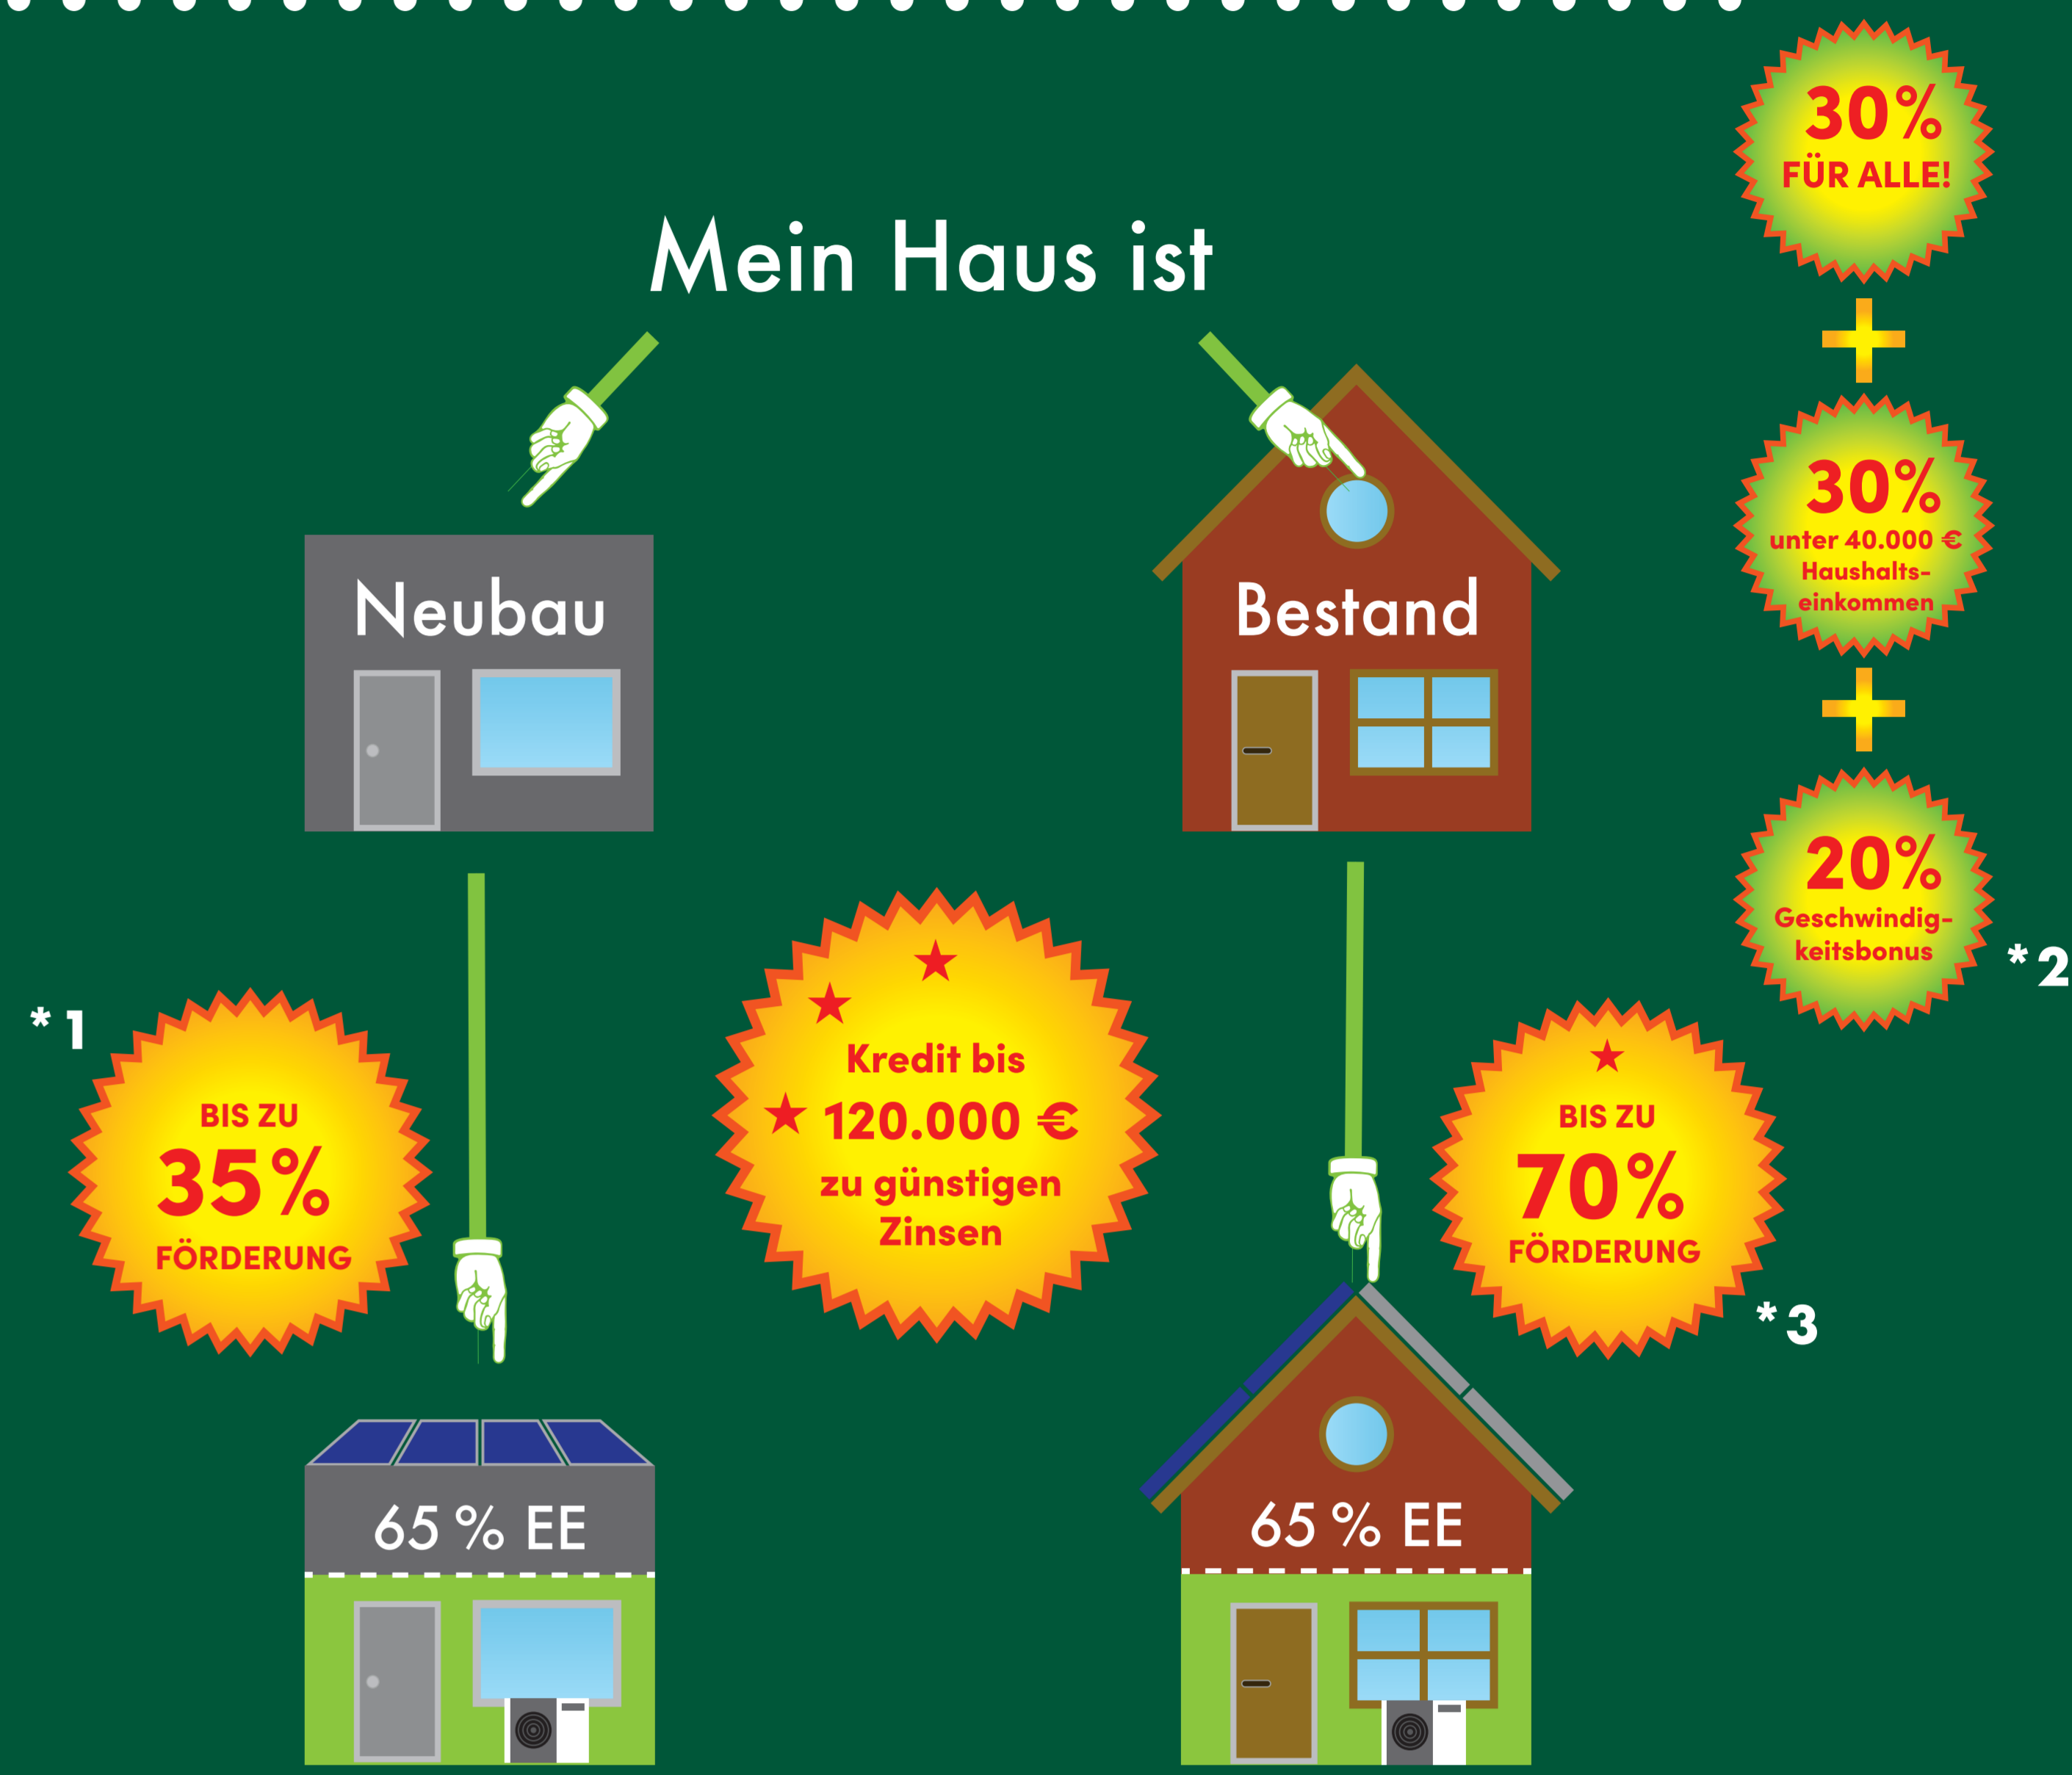 30%
FÜR ALLE!
Mein Haus ist
30%
unter 40.000 €
Haushalts-
einkommen
Neubau
Bestand
20%
Geschwindig-
keitsbonus
*2
*1
BIS ZU
35%
FÖRDERUNG
Kredit bis
120.000 €
zu günstigen
Zinsen
BIS ZU
70%
FÖRDERUNG
*3
65% EE
65% EE